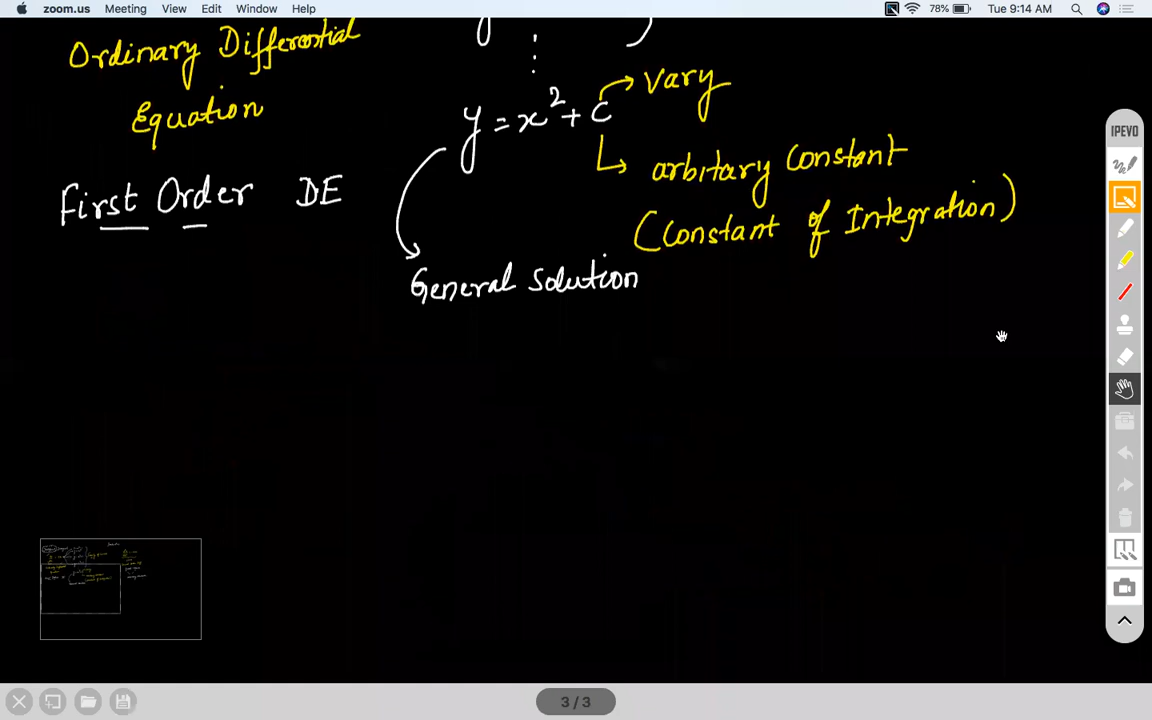 zoom.us Meeting View Edit Window Help 78% Tue 9:14 AM
Ordinary Differential
Equation
First Order DE
y = x² + c
vary
arbitary Constant
(Constant of Integration)
General Solution
IPEVO
3/3